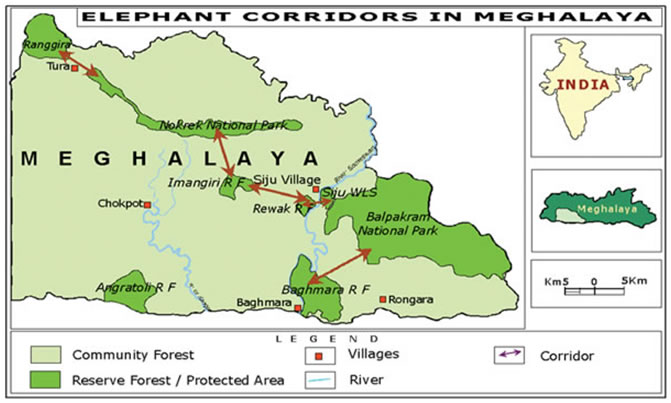 ELEPHANT CORRIDORS IN MEGHALAYA
Ranggira
Tura
Nokrek National Park
MEGHALAYA
Imangiri R F
Siju Village
Siju WLS
Rewak R
Chokpot
Balpakram
National Park
Angratoli R F
Baghmara R F
Baghmara
Rongara
INDIA
Meghalaya
Km5 0 5Km
LEGEND
Community Forest
Villages
Corridor
Reserve Forest / Protected Area
River